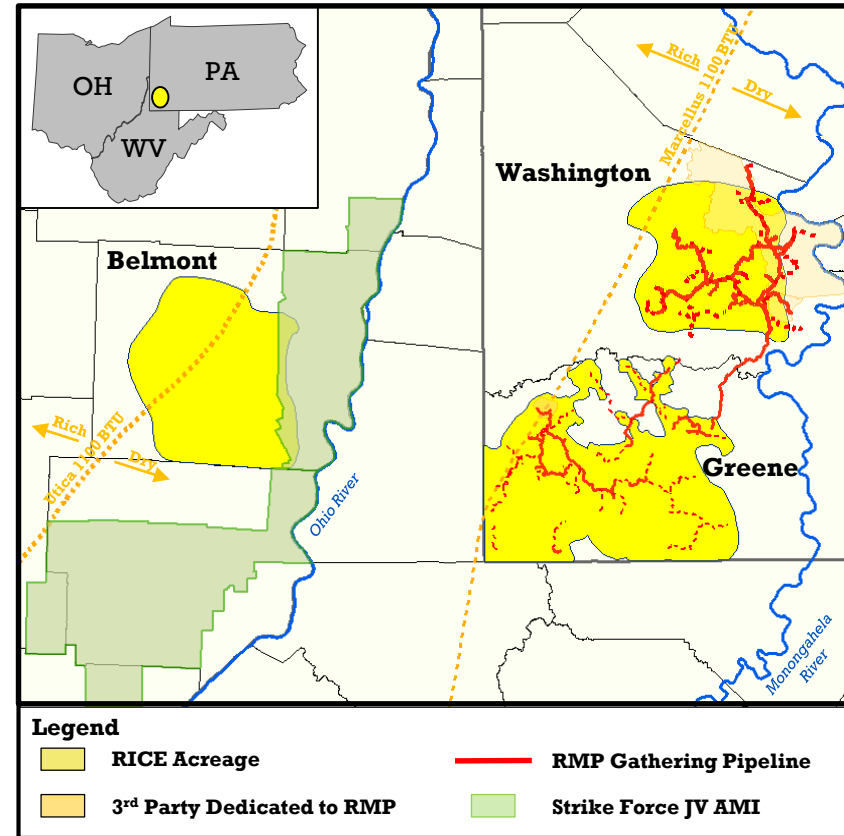 OH
PA
WV
Marcellus 1100 BTU
Rich
Dry
Washington
Belmont
Rich
Utica 1100 BTU
Dry
Ohio River
Greene
Monongahela
River
Legend
RICE Acreage
RMP Gathering Pipeline
3rd Party Dedicated to RMP
Strike Force JV AMI